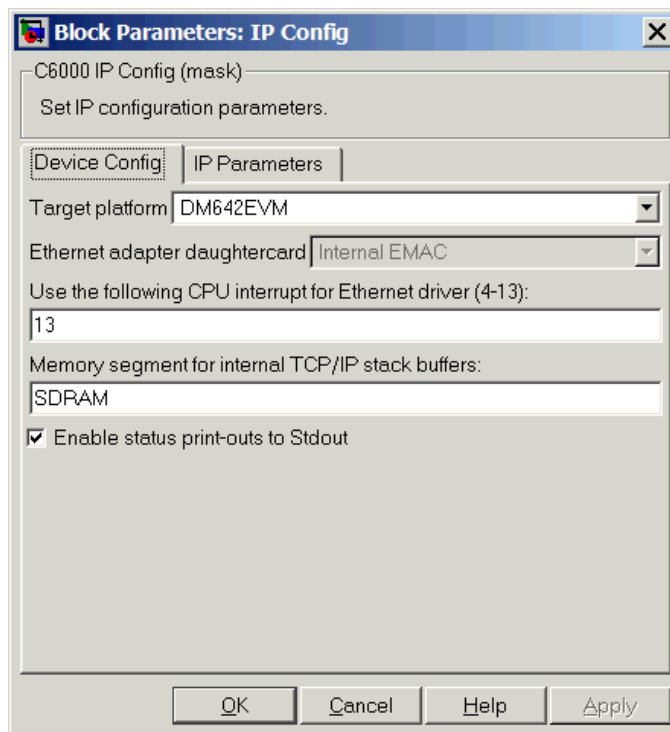 Block Parameters: IP Config
C6000 IP Config (mask)
Set IP configuration parameters.
Device Config IP Parameters
Target platform DM642EVM
Ethernet adapter daughtercard Internal EMAC
Use the following CPU interrupt for Ethernet driver (4-13):
13
Memory segment for internal TCP/IP stack buffers:
SDRAM
Enable status print-outs to Stdout
OK Cancel Help Apply